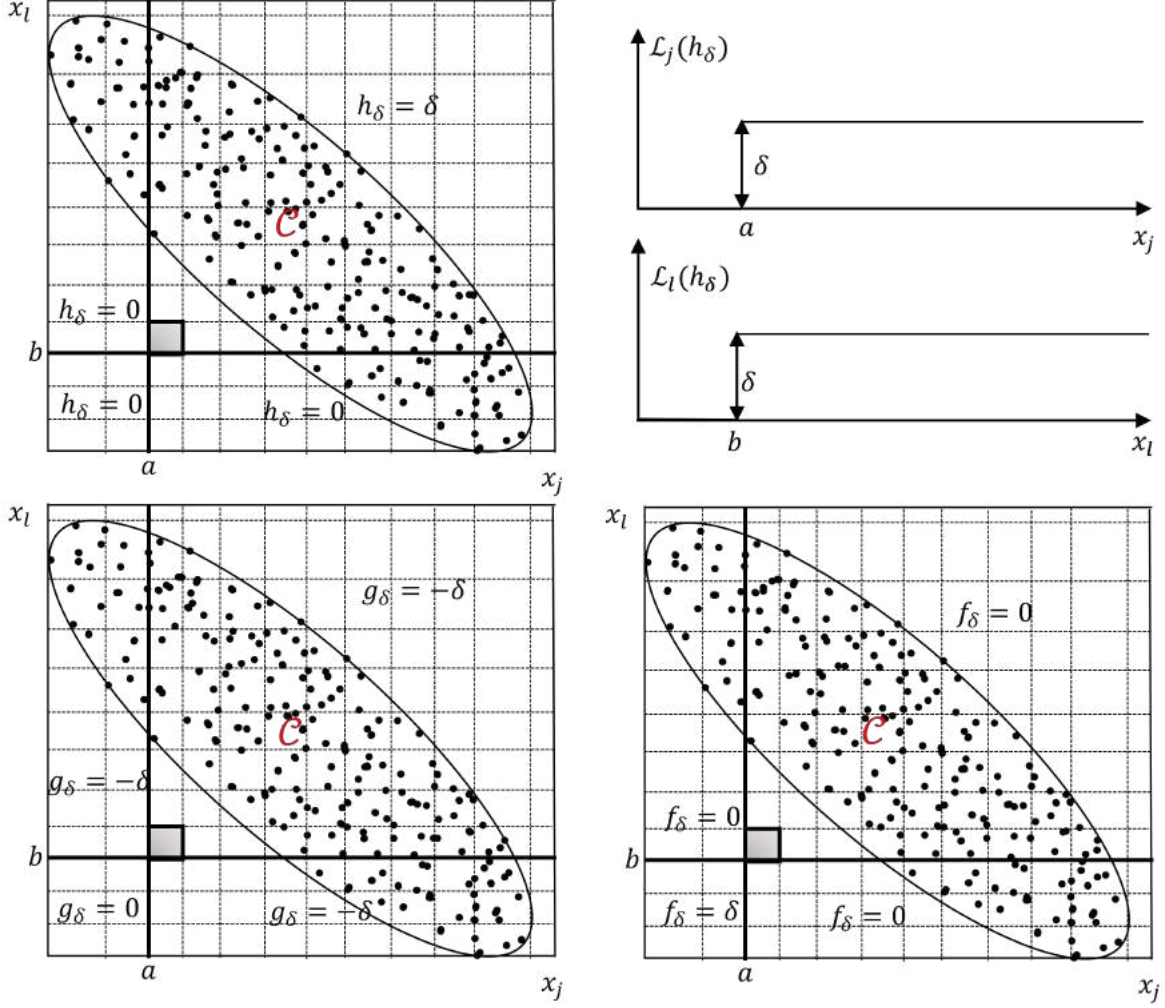 x_l
h_δ = δ
𝒞
h_δ = 0
b
h_δ = 0
h_δ = 0
a
x_j
ℒ_j(h_δ)
δ
a
x_j
ℒ_l(h_δ)
δ
b
x_l
x_l
g_δ = −δ
𝒞
g_δ = −δ
b
g_δ = 0
g_δ = −δ
a
x_j
x_l
f_δ = 0
𝒞
f_δ = 0
b
f_δ = δ
f_δ = 0
a
x_j